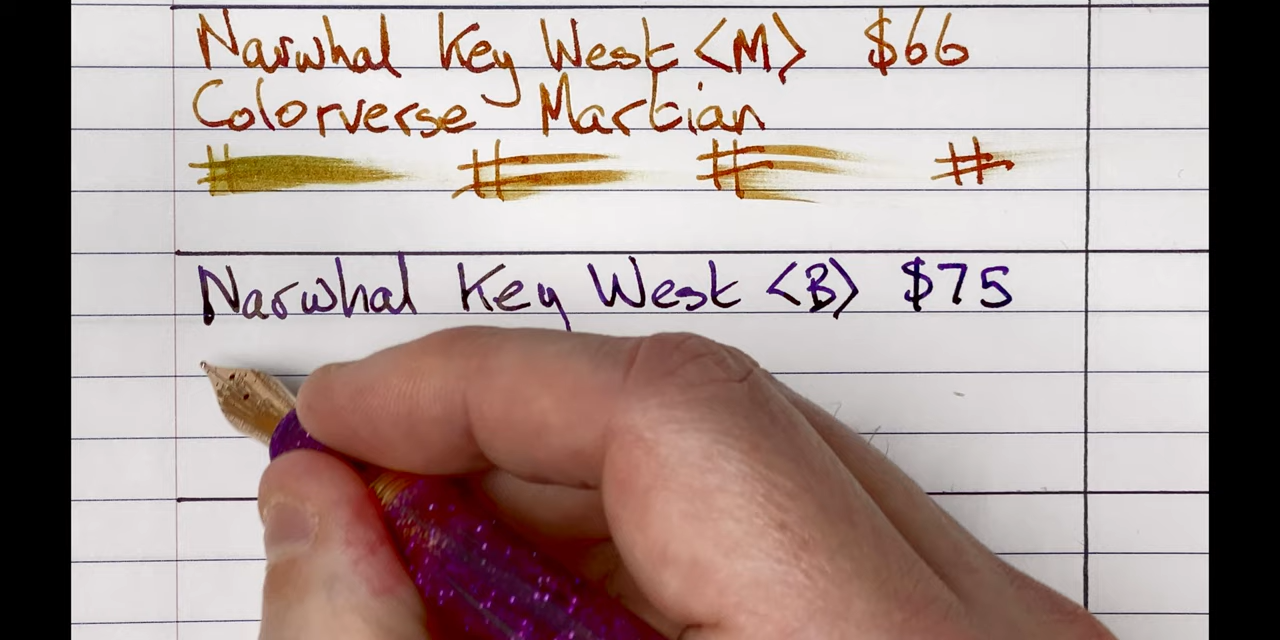 Narwhal Key West <M> $66
Colorverse Martian
# # # #
Narwhal Key West <B> $75